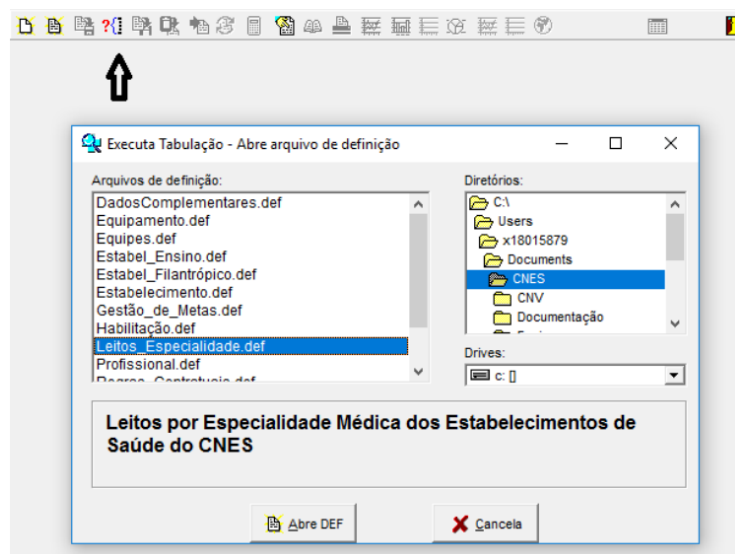 ?{}
Executa Tabulação - Abre arquivo de definição
Arquivos de definição:
DadosComplementares.def
Equipamento.def
Equipes.def
Estabel_Ensino.def
Estabel_Filantrópico.def
Estabelecimento.def
Gestão_de_Metas.def
Habilitação.def
Leitos_Especialidade.def
Profissional.def
Diretórios:
C:\
Users
x18015879
Documents
CNES
CNV
Documentação
Drives:
c: []
Leitos por Especialidade Médica dos Estabelecimentos de
Saúde do CNES
Abre DEF
Cancela